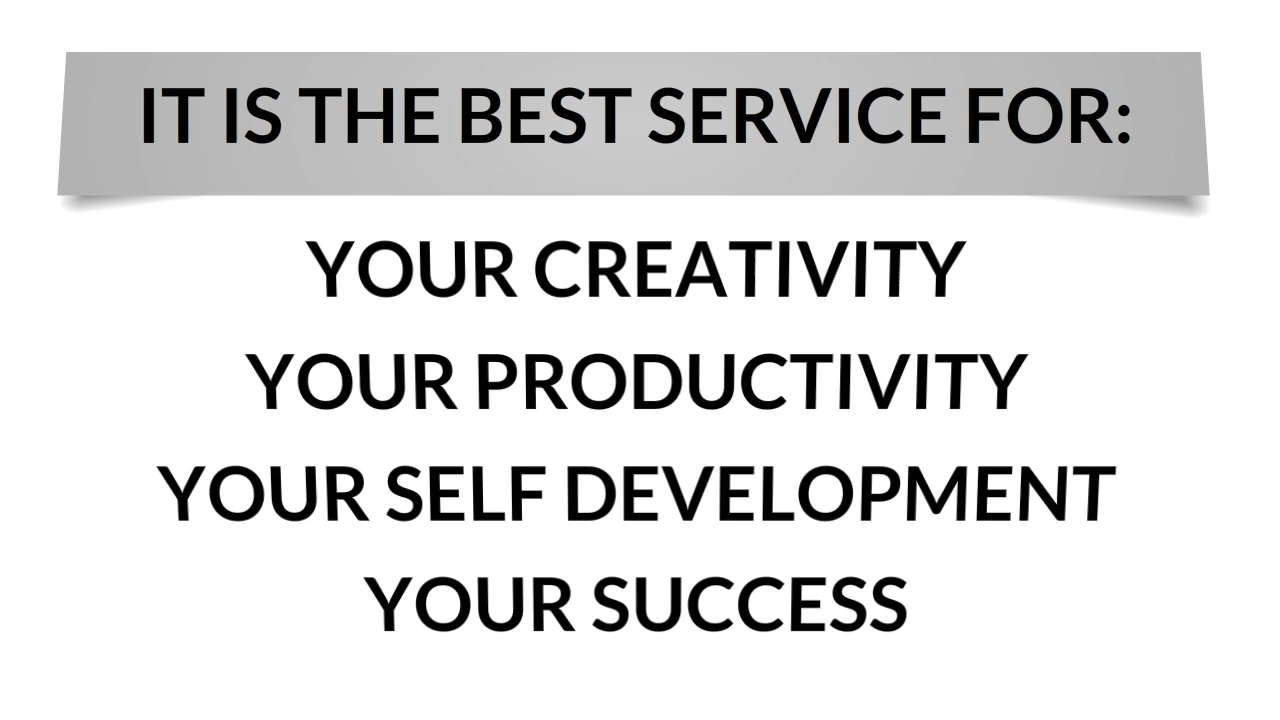 IT IS THE BEST SERVICE FOR:
YOUR CREATIVITY
YOUR PRODUCTIVITY
YOUR SELF DEVELOPMENT
YOUR SUCCESS